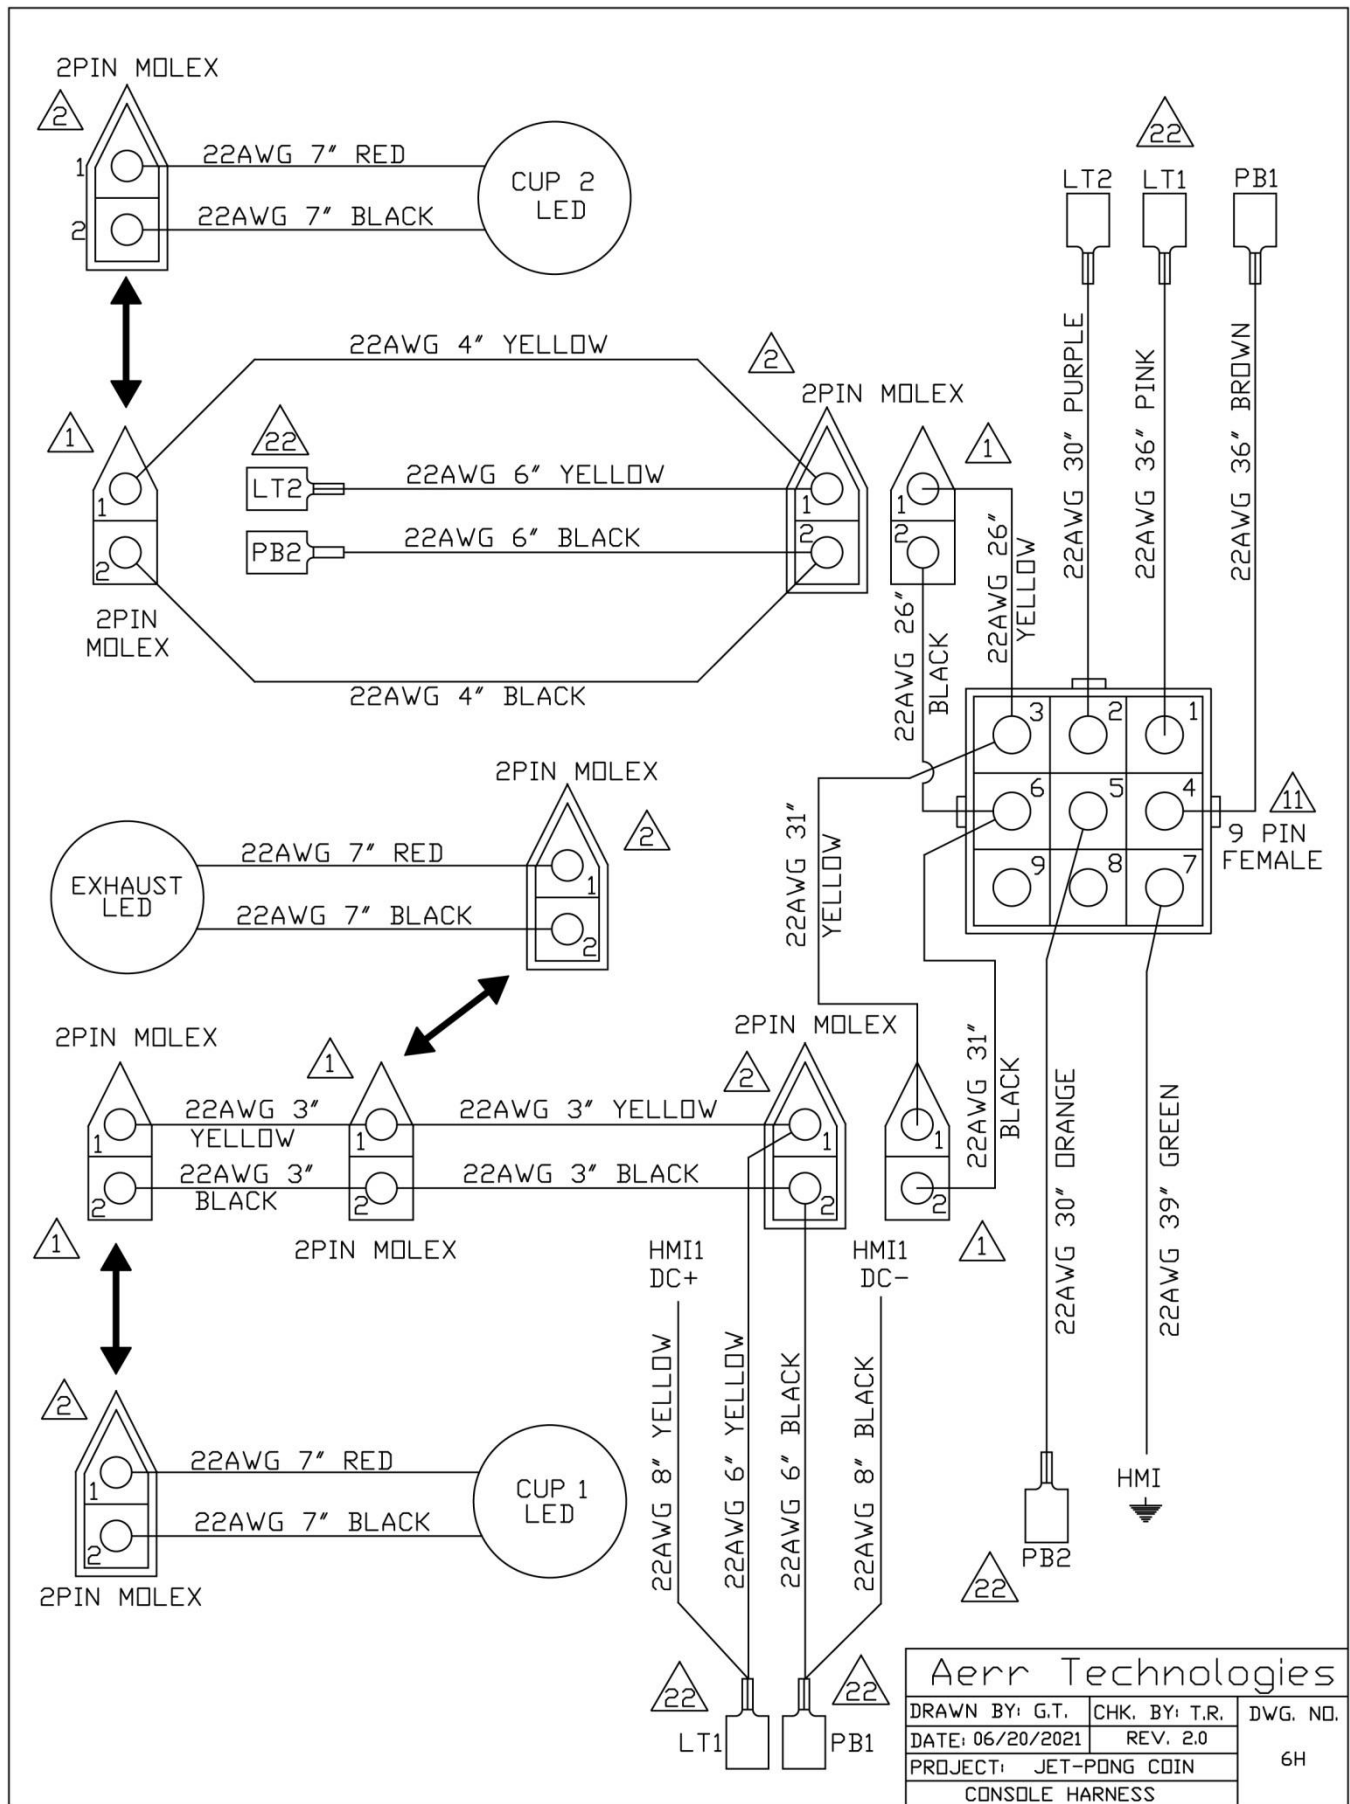 2PIN MOLEX
2
1
22AWG 7" RED
2
22AWG 7" BLACK
CUP 2
LED
22
LT2
LT1
PB1
22AWG 30" PURPLE
22AWG 36" PINK
22AWG 36" BROWN
22AWG 4" YELLOW
2
2PIN MOLEX
1
22
LT2
22AWG 6" YELLOW
PB2
22AWG 6" BLACK
1
2
1
2
1
2
1
2PIN
MOLEX
22AWG 4" BLACK
22AWG 26"
YELLOW
22AWG 26"
BLACK
3
2
1
6
5
4
9
8
7
11
9 PIN
FEMALE
2PIN MOLEX
2
EXHAUST
LED
22AWG 7" RED
22AWG 7" BLACK
1
2
22AWG 31"
YELLOW
22AWG 31"
BLACK
2PIN MOLEX
1
2PIN MOLEX
2
22AWG 3"
YELLOW
22AWG 3" YELLOW
22AWG 3"
BLACK
22AWG 3" BLACK
1
2
1
2
1
2
1
2
1
2PIN MOLEX
1
HMI1
DC+
HMI1
DC-
22AWG 8" YELLOW
22AWG 6" YELLOW
22AWG 6" BLACK
22AWG 8" BLACK
22AWG 30" ORANGE
22AWG 39" GREEN
2
1
22AWG 7" RED
2
22AWG 7" BLACK
CUP 1
LED
2PIN MOLEX
HMI
PB2
22
22
LT1
22
PB1
Aerr Technologies
DRAWN BY: G.T.
CHK. BY: T.R.
DWG. NO.
DATE: 06/20/2021
REV. 2.0
6H
PROJECT: JET-PONG COIN
CONSOLE HARNESS